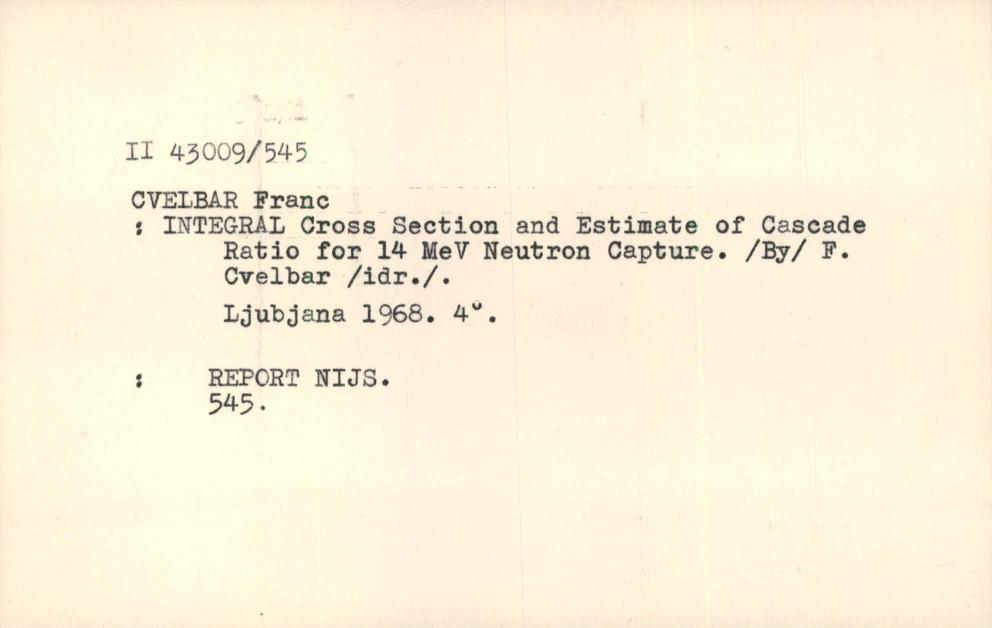 II 43009/545
CVELBAR Franc
: INTEGRAL Cross Section and Estimate of Cascade
Ratio for 14 MeV Neutron Capture. /By/ F.
Cvelbar /idr./.
Ljubjana 1968. 4°.
: REPORT NIJS.
545.